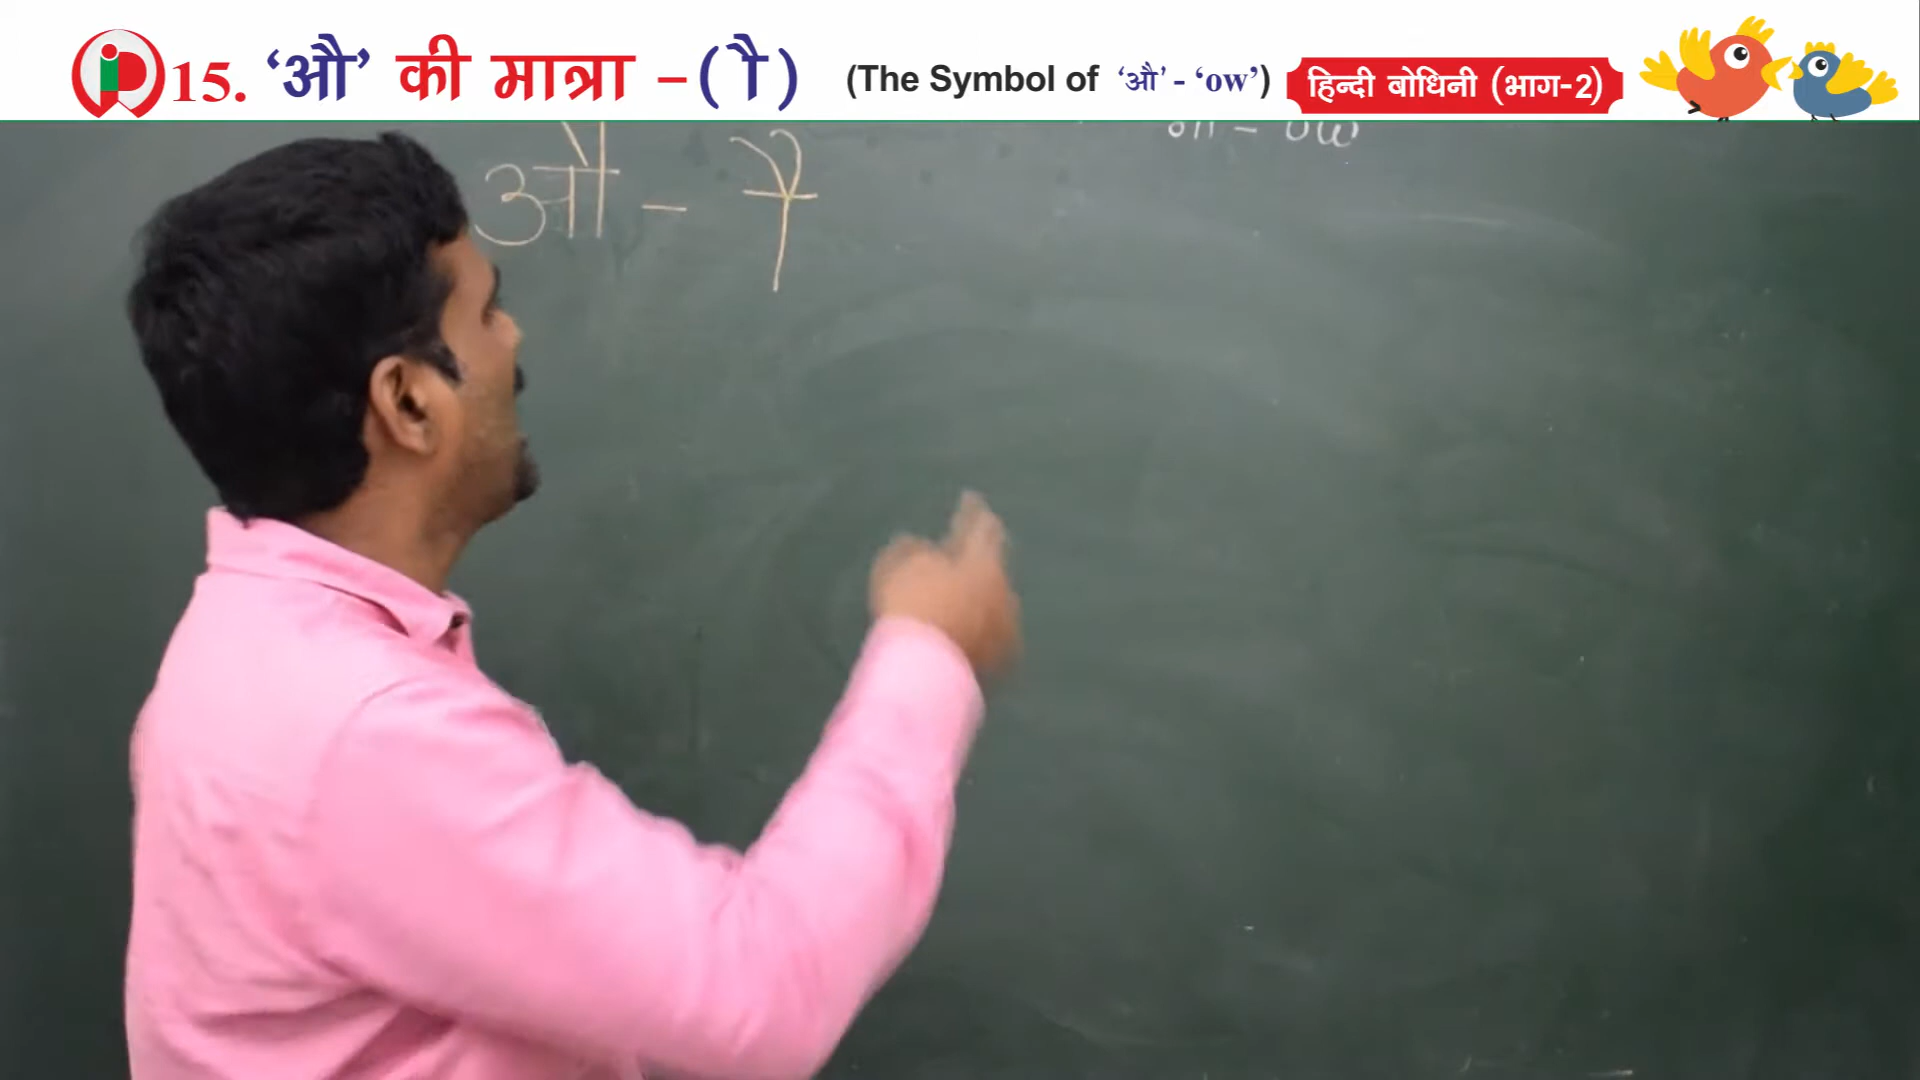 15. ‘औ’ की मात्रा – (ौ) (The Symbol of ‘औ’ - ‘ow’) हिन्दी बोधिनी (भाग-2)
औ - ौ